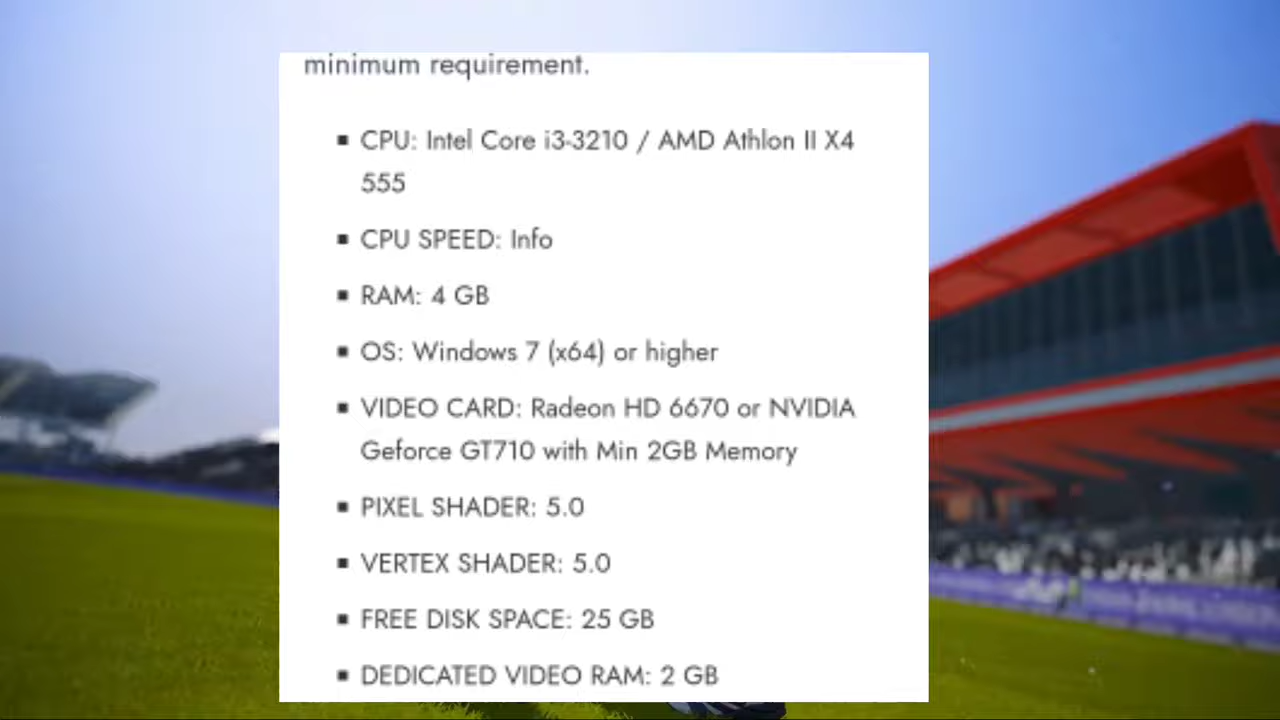 minimum requirement.
▪ CPU: Intel Core i3-3210 / AMD Athlon II X4
555
▪ CPU SPEED: Info
▪ RAM: 4 GB
▪ OS: Windows 7 (x64) or higher
▪ VIDEO CARD: Radeon HD 6670 or NVIDIA
Geforce GT710 with Min 2GB Memory
▪ PIXEL SHADER: 5.0
▪ VERTEX SHADER: 5.0
▪ FREE DISK SPACE: 25 GB
▪ DEDICATED VIDEO RAM: 2 GB